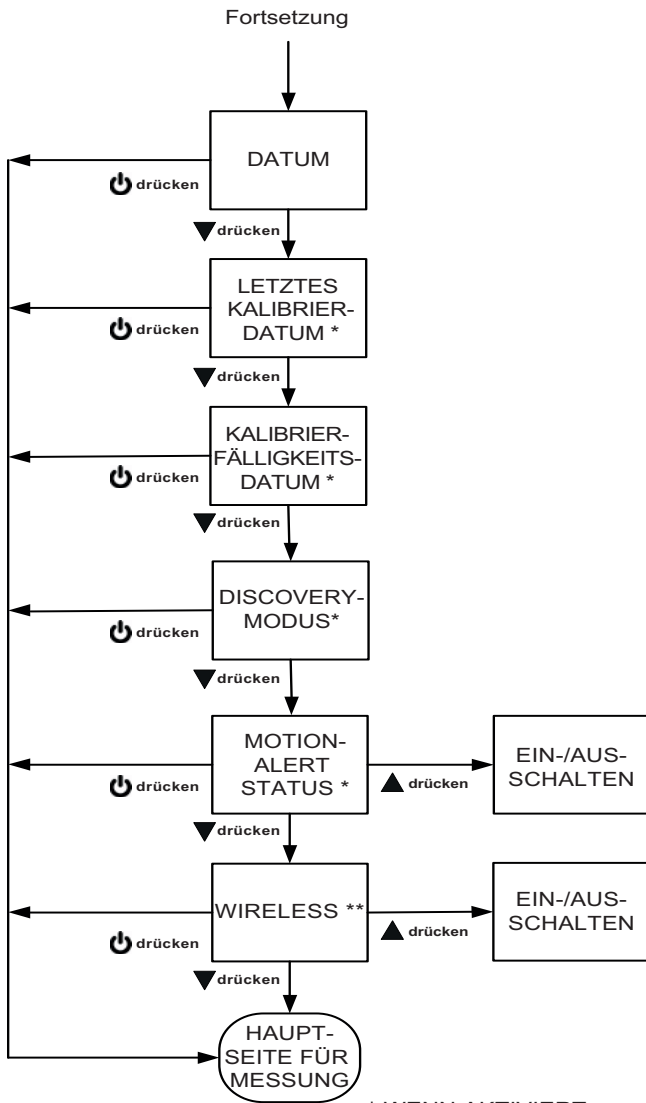 Fortsetzung
DATUM
drücken
drücken
LETZTES
KALIBRIER-
DATUM *
drücken
drücken
KALIBRIER-
FÄLLIGKEITS-
DATUM *
drücken
drücken
DISCOVERY-
MODUS*
drücken
drücken
MOTION-
ALERT
STATUS *
drücken
EIN-/AUS-
SCHALTEN
drücken
drücken
WIRELESS **
drücken
EIN-/AUS-
SCHALTEN
drücken
drücken
HAUPT-
SEITE FÜR
MESSUNG